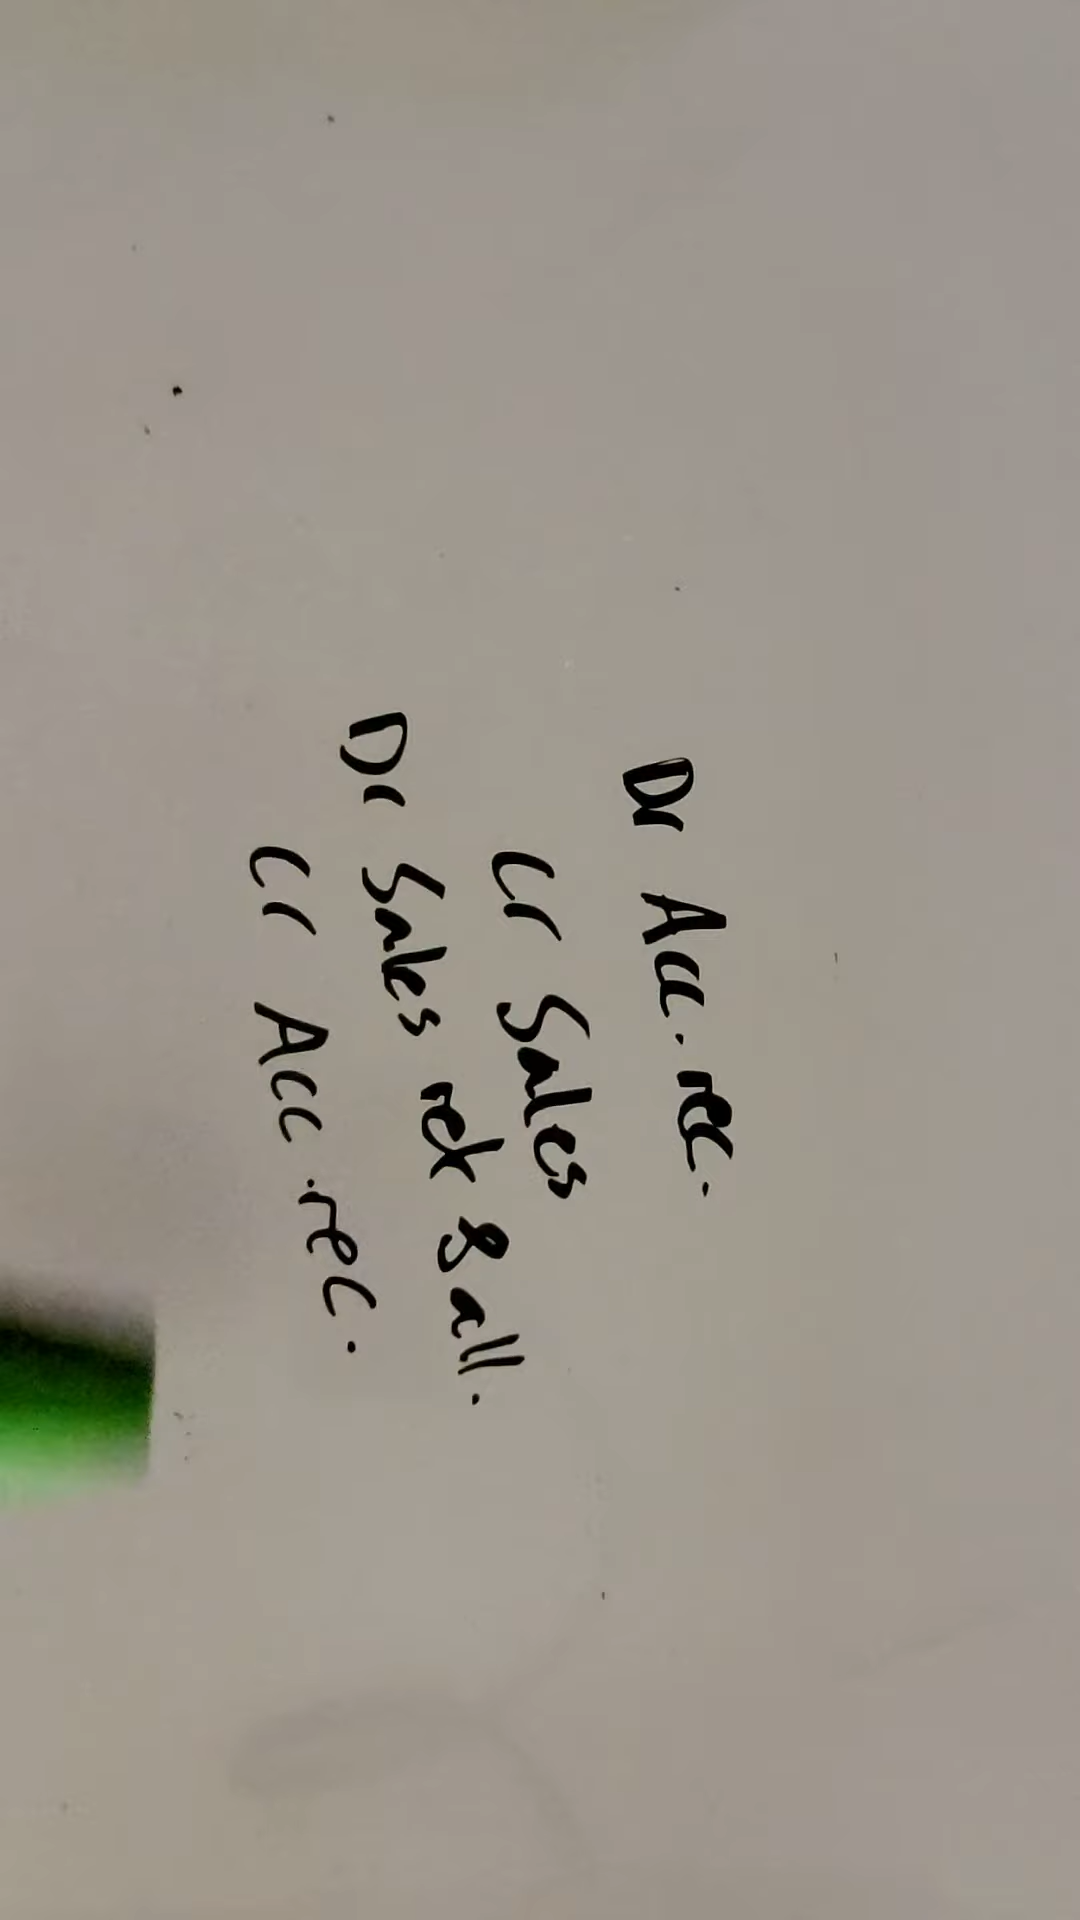 Dr Acc. rec.
Cr Sales
Dr Sales ret & all.
Cr Acc. rec.